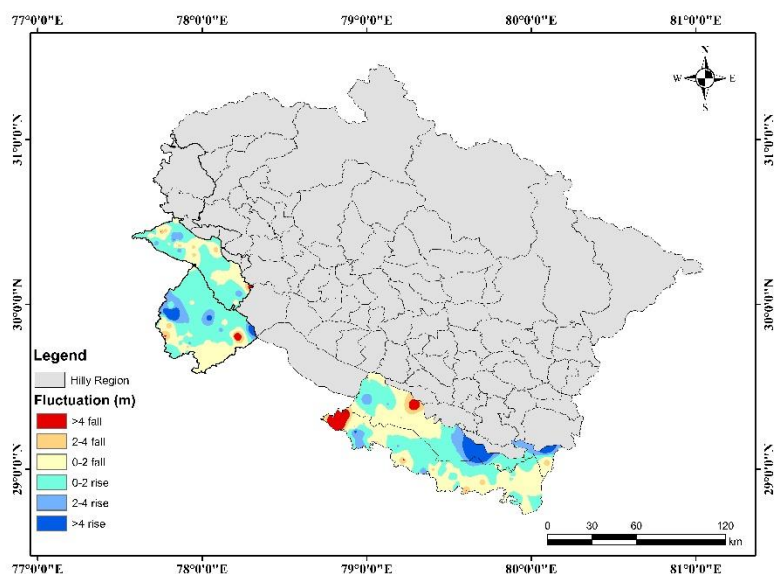 77°0'0"E 78°0'0"E 79°0'0"E 80°0'0"E 81°0'0"E
N
W E
S
31°0'0"N 31°0'0"N
30°0'0"N 30°0'0"N
Legend
Hilly Region
Fluctuation (m)
>4 fall
2-4 fall
0-2 fall
0-2 rise
2-4 rise
>4 rise
29°0'0"N 29°0'0"N
0 30 60 120
km
77°0'0"E 78°0'0"E 79°0'0"E 80°0'0"E 81°0'0"E